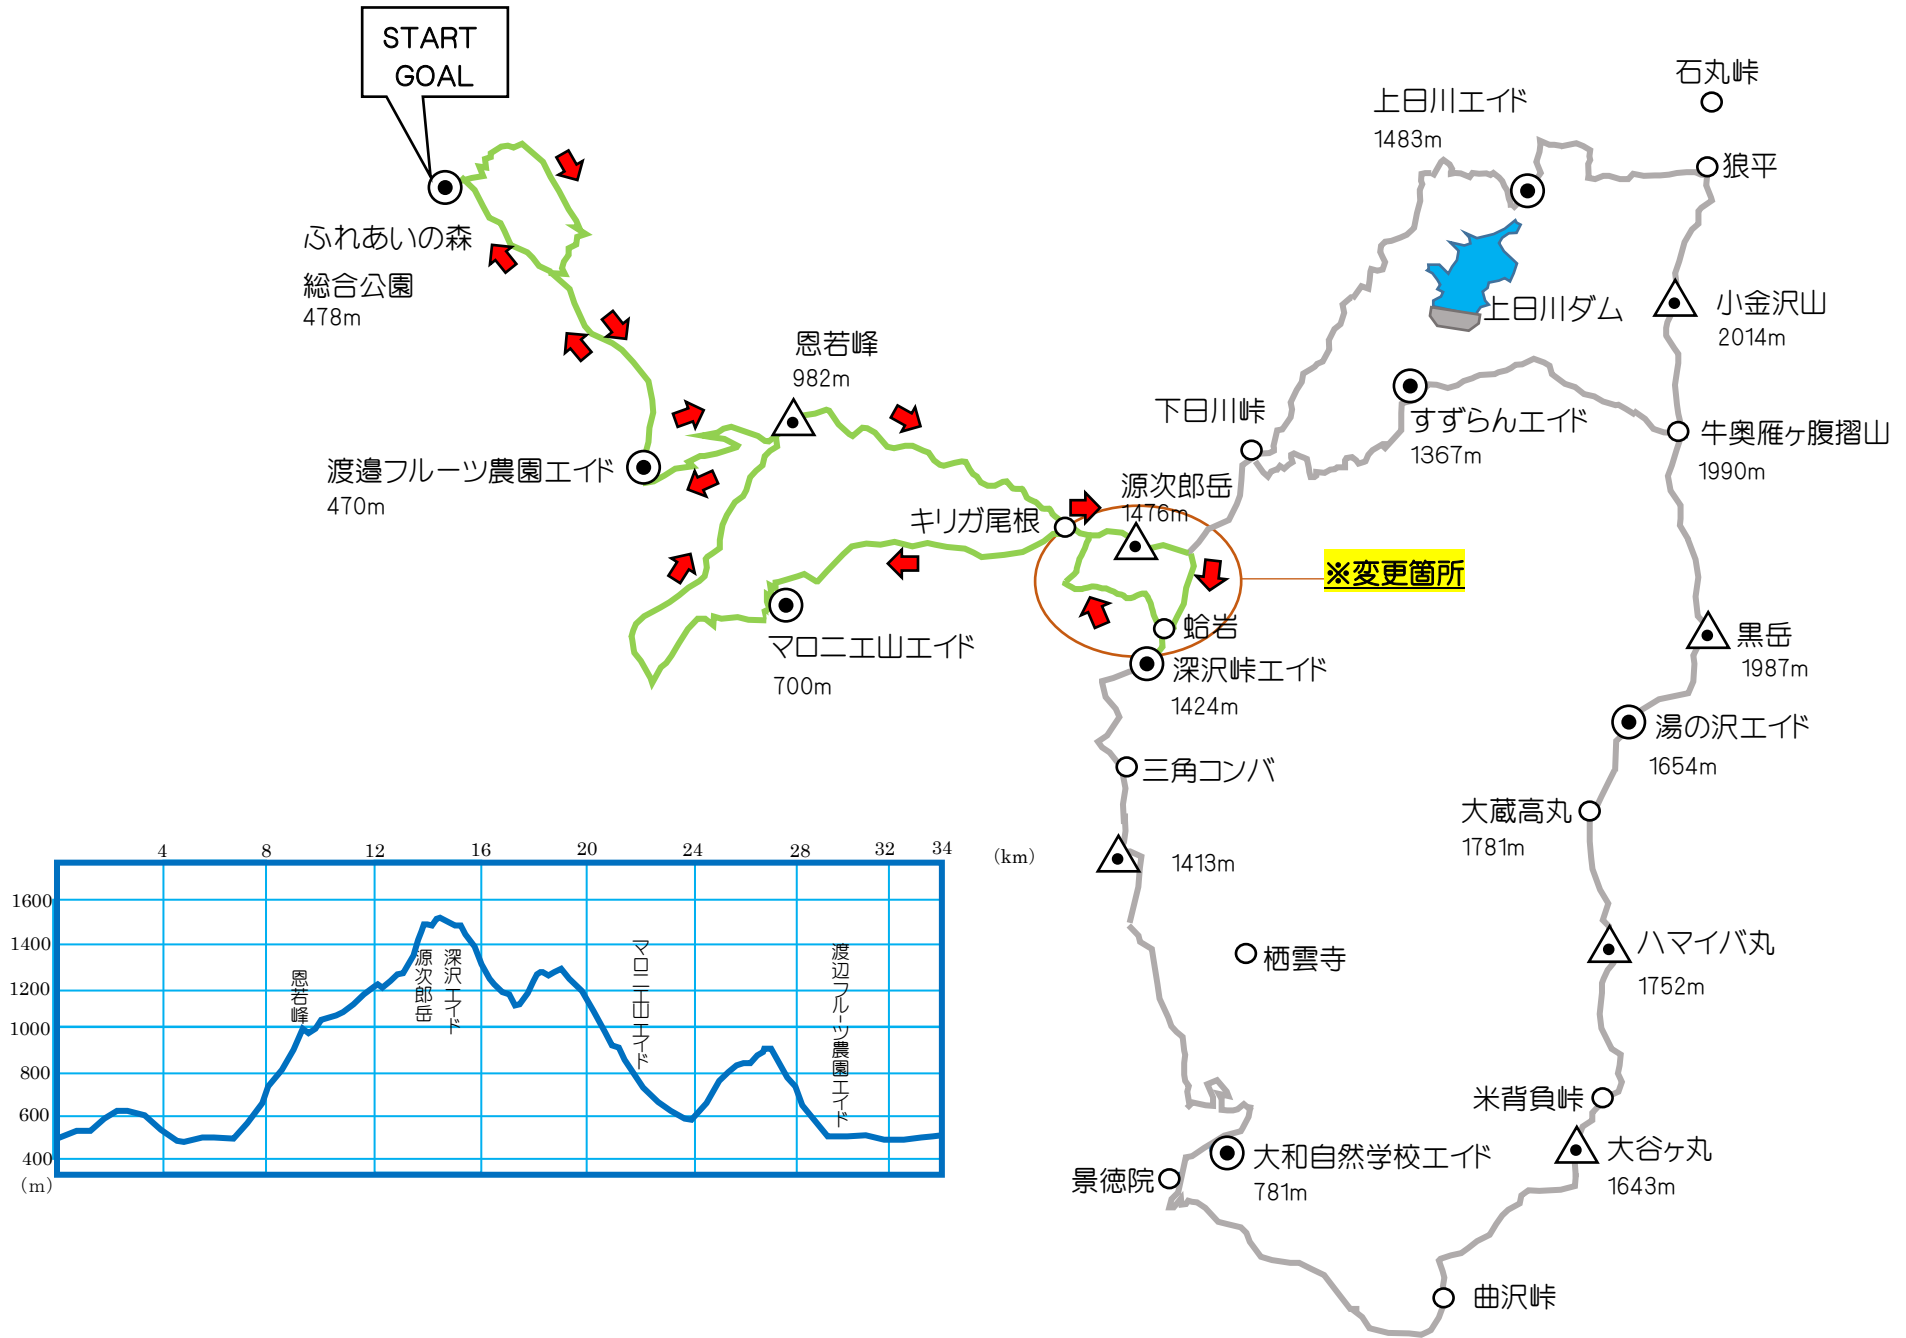 START
GOAL
ふれあいの森
総合公園
478m
渡邉フルーツ農園エイド
470m
恩若峰
982m
キリガ尾根
源次郎岳
1476m
※変更箇所
蛤岩
深沢峠エイド
1424m
マロニエ山エイド
700m
下日川峠
上日川エイド
1483m
石丸峠
狼平
上日川ダム
小金沢山
2014m
すずらんエイド
1367m
牛奥雁ヶ腹摺山
1990m
黒岳
1987m
湯の沢エイド
1654m
大蔵高丸
1781m
ハマイバ丸
1752m
米背負峠
大谷ヶ丸
1643m
曲沢峠
三角コンバ
1413m
栖雲寺
大和自然学校エイド
781m
景徳院
4 8 12 16 20 24 28 32 34 (km)
1600
1400
1200
1000
800
600
400
(m)
恩若峰
源次郎岳
深沢エイド
マロニエ山エイド
渡辺フルーツ農園エイド